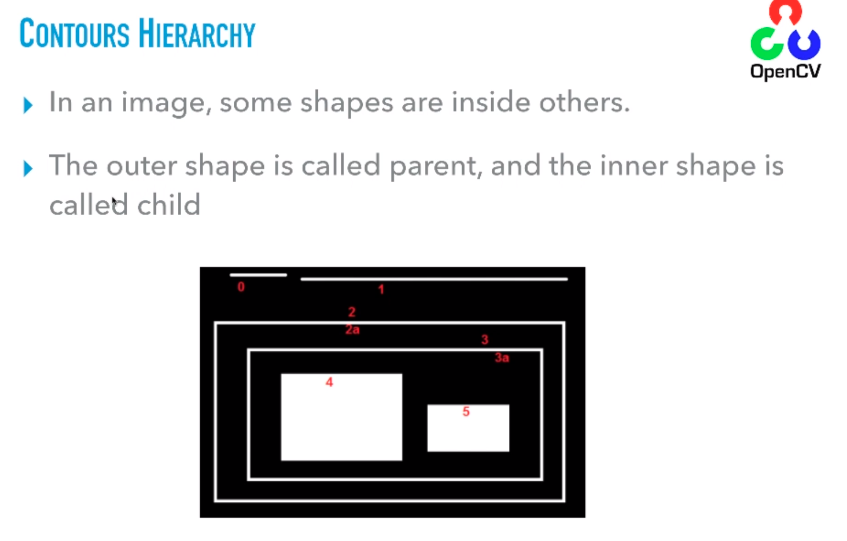 CONTOURS HIERARCHY
OpenCV
In an image, some shapes are inside others.
The outer shape is called parent, and the inner shape is
called child
0
1
2
2a
3
3a
4
5